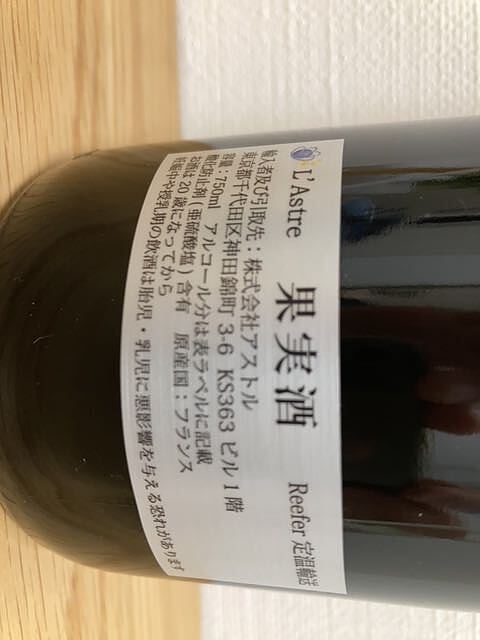 L'Astre 果実酒 Reefer 定温輸送
輸入者及び引取先：株式会社アストル
東京都千代田区神田錦町 3-6 KS363 ビル 1 階
容量：750ml アルコール分は表ラベルに記載
酸化防止剤(亜硫酸塩)含有 原産国：フランス
お酒は 20 歳になってから
妊娠中や授乳期の飲酒は胎児・乳児に悪影響を与える恐れがあります